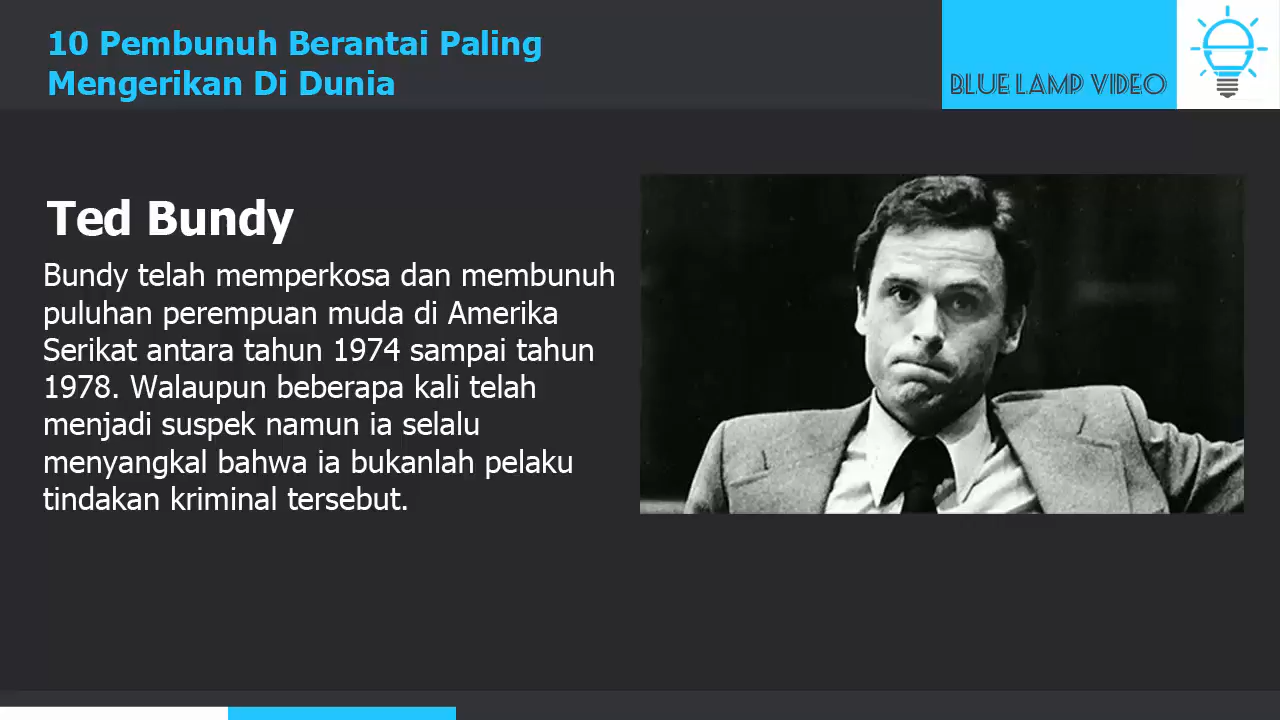 10 Pembunuh Berantai Paling
Mengerikan Di Dunia
BLUE LAMP VIDEO
Ted Bundy
Bundy telah memperkosa dan membunuh
puluhan perempuan muda di Amerika
Serikat antara tahun 1974 sampai tahun
1978. Walaupun beberapa kali telah
menjadi suspek namun ia selalu
menyangkal bahwa ia bukanlah pelaku
tindakan kriminal tersebut.